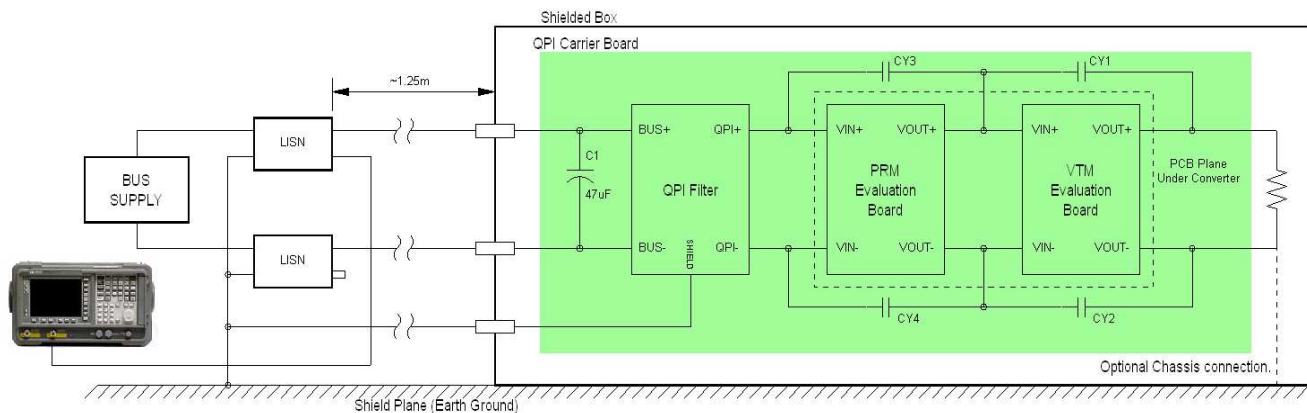 Shielded Box
QPI Carrier Board
~1.25m
CY3
CY1
LISN
BUS+
QPI+
VIN+
VOUT+
VIN+
VOUT+
C1
47uF
BUS
SUPPLY
QPI Filter
PRM
Evaluation
Board
VTM
Evaluation
Board
PCB Plane
Under Converter
LISN
BUS-
SHIELD
QPI-
VIN-
VOUT-
VIN-
VOUT-
CY4
CY2
Optional Chassis connection.
Shield Plane (Earth Ground)